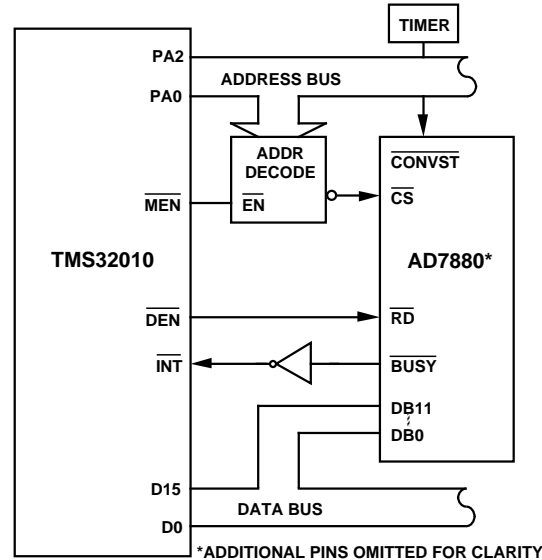 TIMER
PA2
ADDRESS BUS
PA0
ADDR
DECODE
CONVST
MEN
EN
CS
TMS32010
AD7880*
DEN
RD
INT
BUSY
DB11
DB0
D15
DATA BUS
D0
*ADDITIONAL PINS OMITTED FOR CLARITY